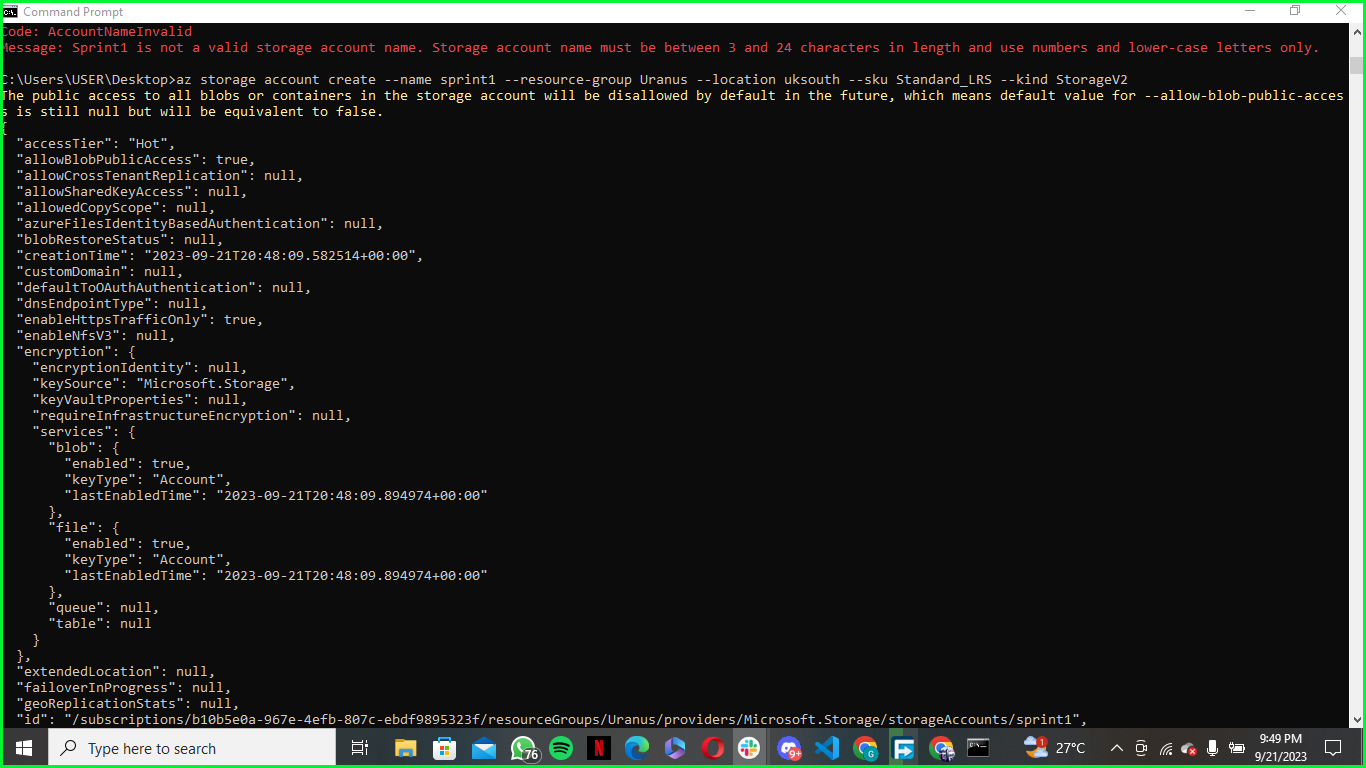 Command Prompt
Code: AccountNameInvalid
Message: Sprint1 is not a valid storage account name. Storage account name must be between 3 and 24 characters in length and use numbers and lower-case letters only.
C:\Users\USER\Desktop>az storage account create --name sprint1 --resource-group Uranus --location uksouth --sku Standard_LRS --kind StorageV2
The public access to all blobs or containers in the storage account will be disallowed by default in the future, which means default value for --allow-blob-public-acces
s is still null but will be equivalent to false.
{
  "accessTier": "Hot",
  "allowBlobPublicAccess": true,
  "allowCrossTenantReplication": null,
  "allowSharedKeyAccess": null,
  "allowedCopyScope": null,
  "azureFilesIdentityBasedAuthentication": null,
  "blobRestoreStatus": null,
  "creationTime": "2023-09-21T20:48:09.582514+00:00",
  "customDomain": null,
  "defaultToOAuthAuthentication": null,
  "dnsEndpointType": null,
  "enableHttpsTrafficOnly": true,
  "enableNfsV3": null,
  "encryption": {
    "encryptionIdentity": null,
    "keySource": "Microsoft.Storage",
    "keyVaultProperties": null,
    "requireInfrastructureEncryption": null,
    "services": {
      "blob": {
        "enabled": true,
        "keyType": "Account",
        "lastEnabledTime": "2023-09-21T20:48:09.894974+00:00"
      },
      "file": {
        "enabled": true,
        "keyType": "Account",
        "lastEnabledTime": "2023-09-21T20:48:09.894974+00:00"
      },
      "queue": null,
      "table": null
    }
  },
  "extendedLocation": null,
  "failoverInProgress": null,
  "geoReplicationStats": null,
  "id": "/subscriptions/b10b5e0a-967e-4efb-807c-ebdf9895323f/resourceGroups/Uranus/providers/Microsoft.Storage/storageAccounts/sprint1",
Type here to search
76
N
9+
G
1
27°C
9:49 PM
9/21/2023